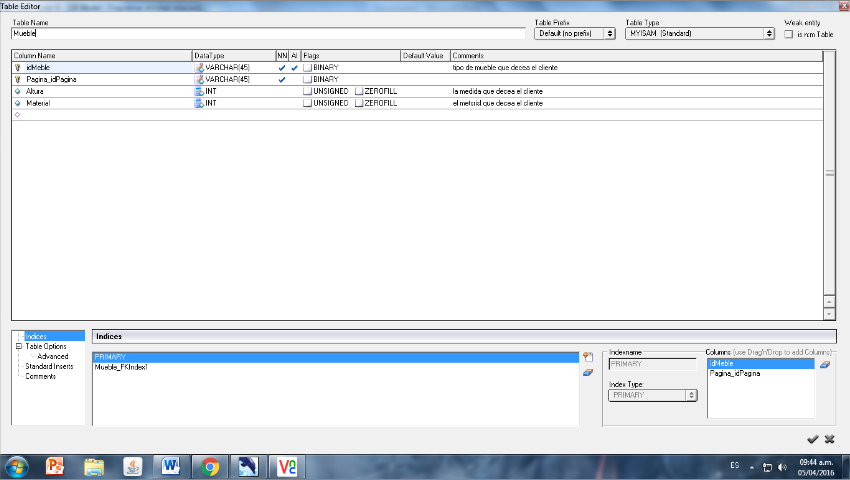 Table Editor
Table Name Table Prefix Table Type Weak entity
Mueble Default (no prefix) MYISAM (Standard) is n:m Table
Column Name DataType NN AI Flags Default Value Comments
idMeble VARCHAR(45) BINARY tipo de mueble que decea el cliente
Pagina_idPagina VARCHAR(45) BINARY
Altura INT UNSIGNED ZEROFILL la medida que decea el cliente
Material INT UNSIGNED ZEROFILL el metsrial que decea el cliente
Indices
Table Options
Advanced
Standard Inserts
Comments
Indices
PRIMARY
Mueble_FKIndex1
Indexname
PRIMARY
Index Type:
PRIMARY
Columns (use Drag'n'Drop to add Columns)
idMeble
Pagina_idPagina
ES 09:44 a.m.
05/04/2016